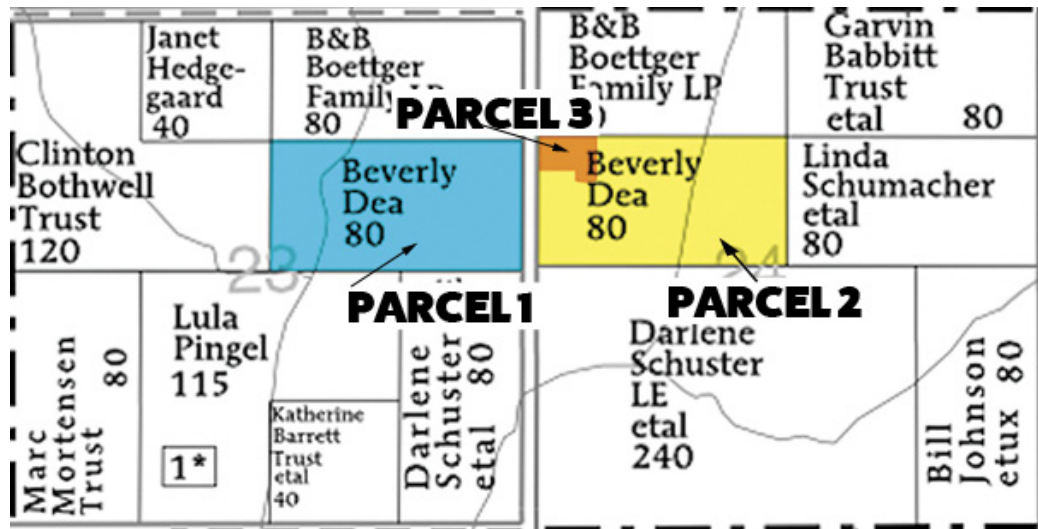 Janet
Hedge-
gaard
40
B&B
Boettger
Family LP
80
B&B
Boettger
Family LP
Garvin
Babbitt
Trust
etal 80
PARCEL 3
Clinton
Bothwell
Trust
120
Beverly
Dea
80
Beverly
Dea
80
Linda
Schumacher
etal
80
23
24
PARCEL 1
PARCEL 2
Marc
Mortensen
Trust 80
Lula
Pingel
115
1*
Katherine
Barrett
Trust
etal
40
Darlene
Schuster
etal 80
Darlene
Schuster
LE
etal
240
Bill
Johnson
etux 80